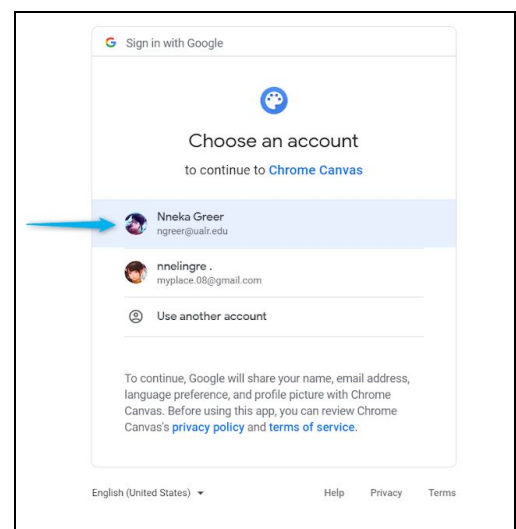 Sign in with Google
Choose an account
to continue to Chrome Canvas
Nneka Greer
ngreer@ualr.edu
nnelingre .
myplace.08@gmail.com
Use another account
To continue, Google will share your name, email address,
language preference, and profile picture with Chrome
Canvas. Before using this app, you can review Chrome
Canvas's privacy policy and terms of service.
English (United States) Help Privacy Terms